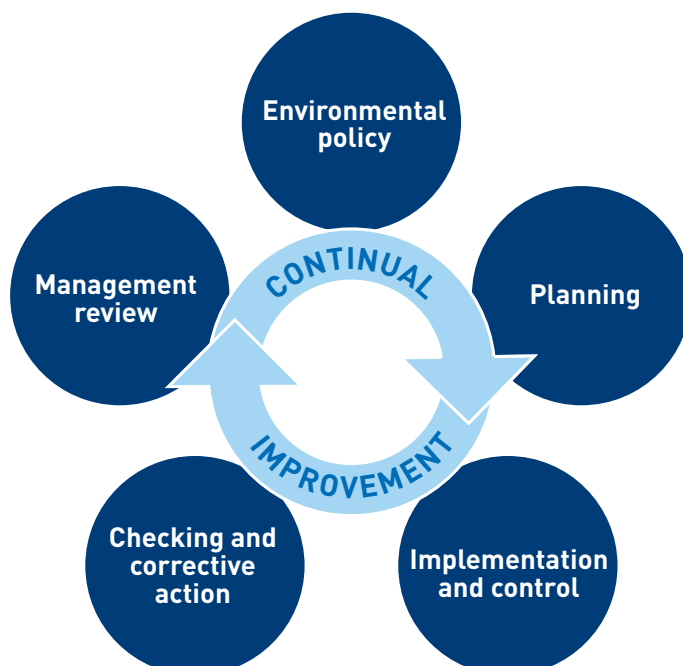 Environmental
policy
Planning
Implementation
and control
Checking and
corrective
action
Management
review
CONTINUAL
IMPROVEMENT